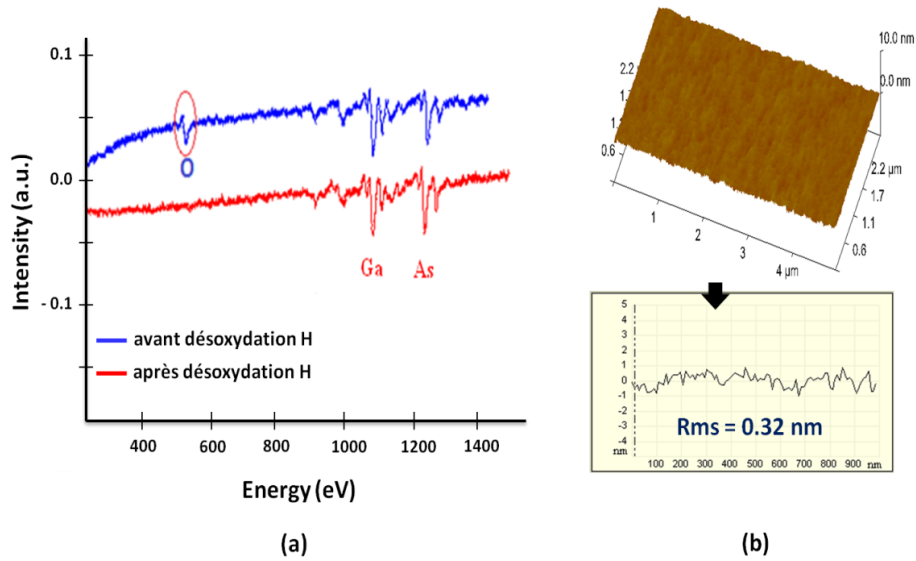 0.1
0.0
- 0.1
Intensity (a.u.)
O
Ga
As
avant désoxydation H
après désoxydation H
400 600 800 1000 1200 1400
Energy (eV)
(a)
10.0 nm
0.0 nm
2.2
1.
1
0.6
1
2
3
4 µm
2.2 µm
1.7
1.1
0.6
5
4
3
2
1
0
-1
-2
-3
-4
nm
Rms = 0.32 nm
100 200 300 400 500 600 700 800 900 nm
(b)